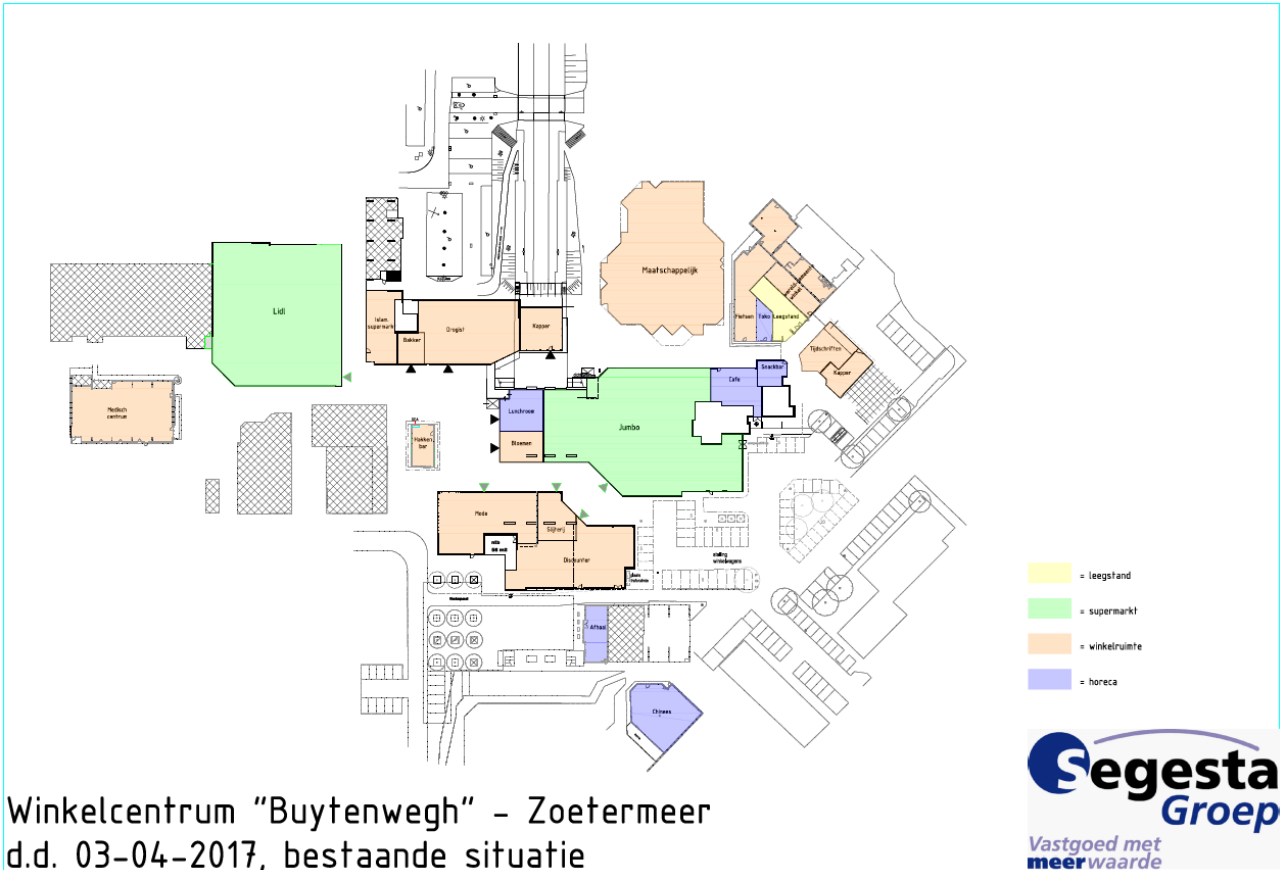 Maatschappelijk
Lidl
Islam.
supermarkt
Bakker
Drogist
Kapper
Toko
Leegstand
Tijdschriften
Kapper
Snackbar
Cafe
Medisch
centrum
Lunchroom
Bloemen
Jumbo
Hakken
bar
Mode
Slijterij
Discounter
stalling
winkelwagens
Afhaal
Chinees
= leegstand
= supermarkt
= winkelruimte
= horeca
Segesta
Groep
Vastgoed met
meerwaarde
Winkelcentrum "Buytenwegh" - Zoetermeer
d.d. 03-04-2017, bestaande situatie